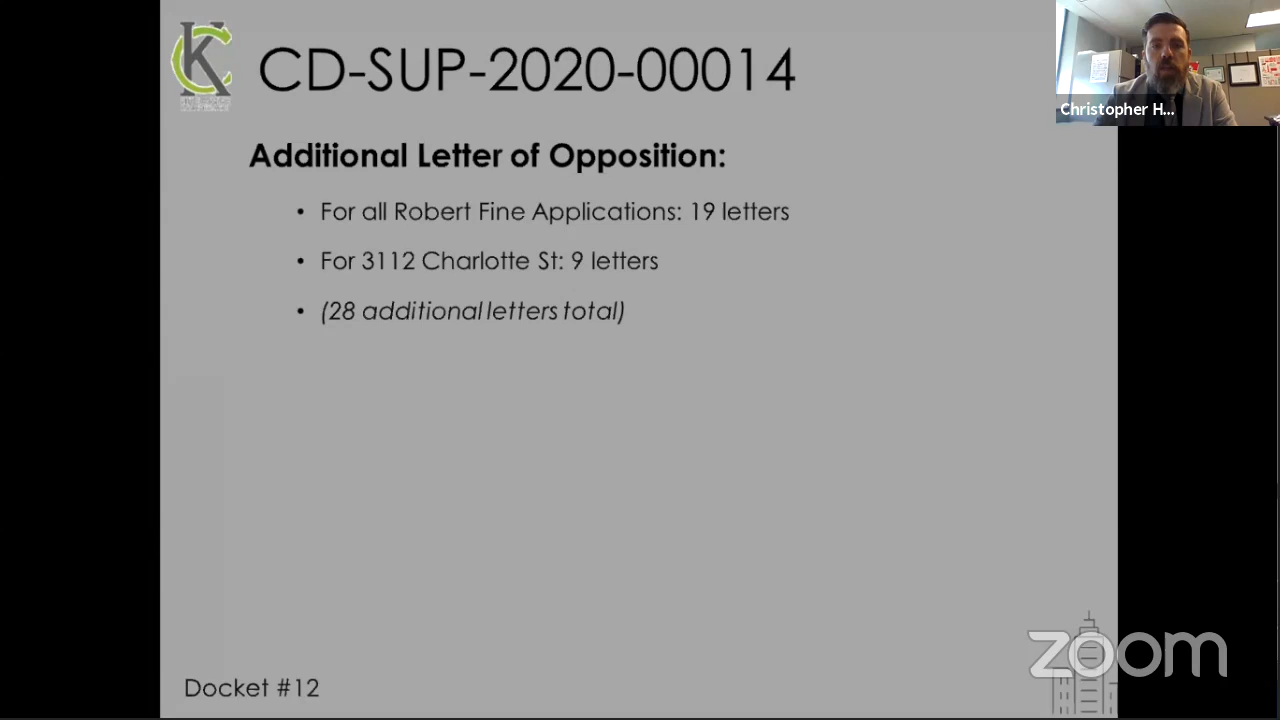 KC
CD-SUP-2020-00014
Christopher H...
Additional Letter of Opposition:
• For all Robert Fine Applications: 19 letters
• For 3112 Charlotte St: 9 letters
• (28 additional letters total)
zoom
Docket #12